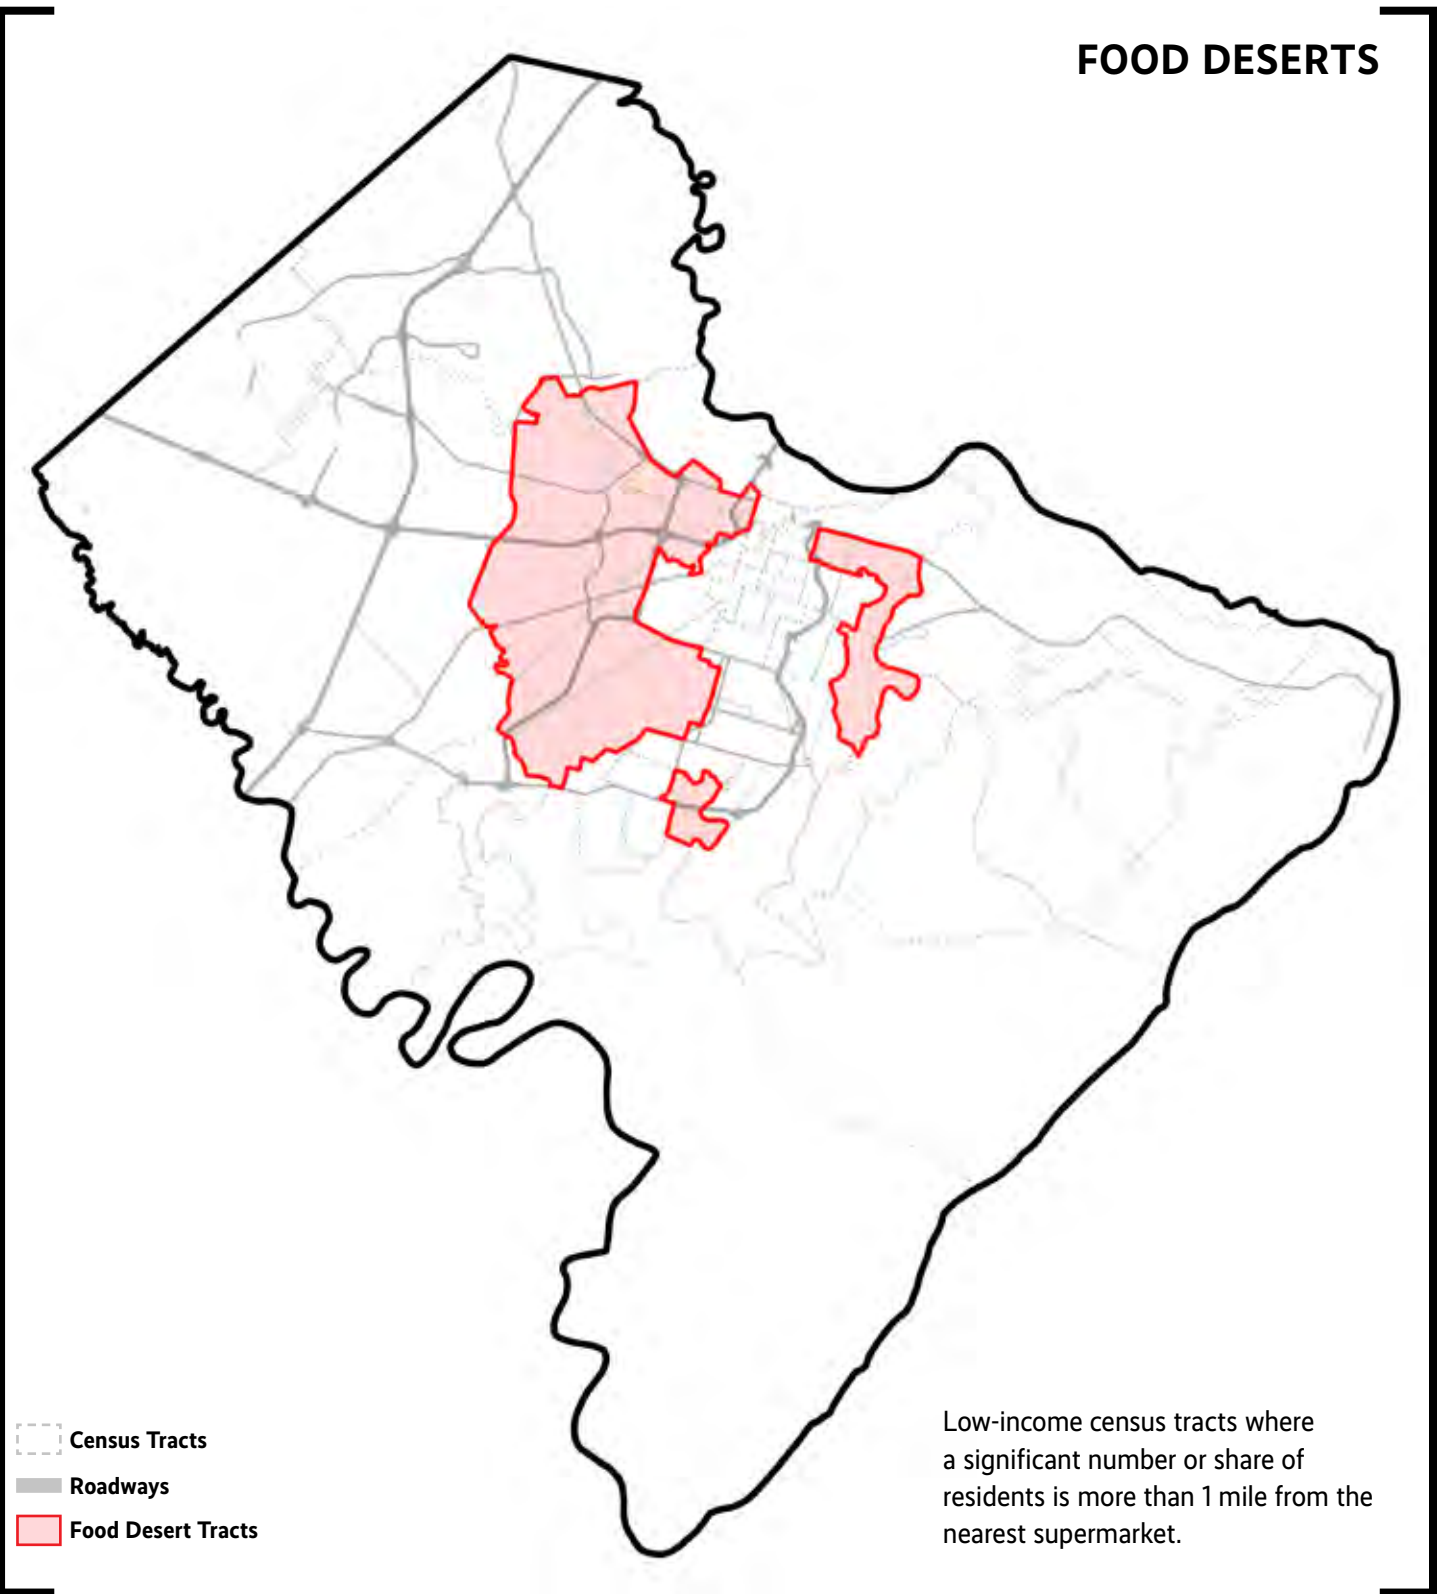 FOOD DESERTS
Census Tracts
Roadways
Food Desert Tracts
Low-income census tracts where
a significant number or share of
residents is more than 1 mile from the
nearest supermarket.